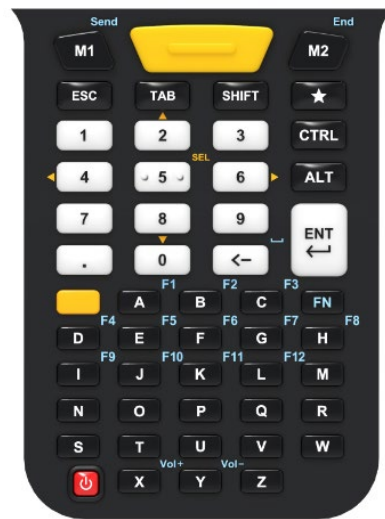 Send End
M1 M2
ESC TAB SHIFT ★
1 2 3 CTRL
SEL
4 5 6 ALT
7 8 9 ENT
. 0 <-
F1 F2 F3
A B C FN
F4 F5 F6 F7 F8
D E F G H
F9 F10 F11 F12
I J K L M
N O P Q R
S T U V W
Vol+ Vol-
X Y Z